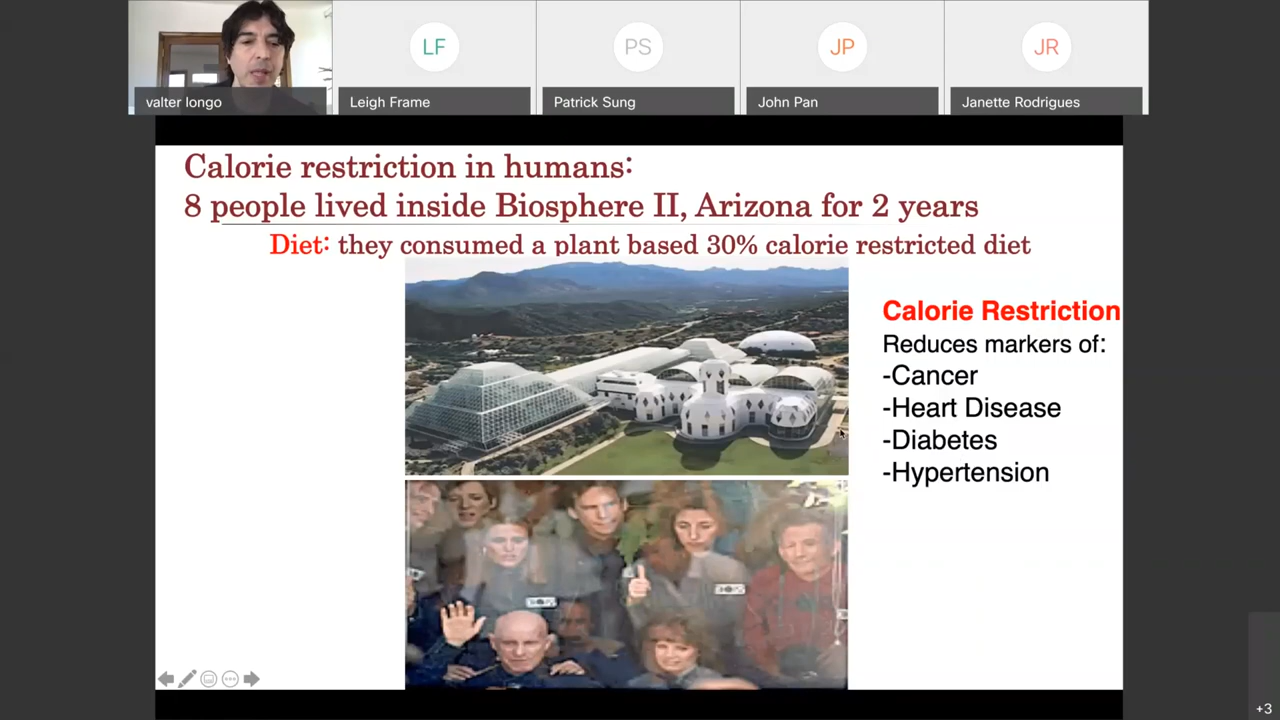 LF
PS
JP
JR
valter longo
Leigh Frame
Patrick Sung
John Pan
Janette Rodrigues
Calorie restriction in humans:
8 people lived inside Biosphere II, Arizona for 2 years
Diet: they consumed a plant based 30% calorie restricted diet
Calorie Restriction
Reduces markers of:
-Cancer
-Heart Disease
-Diabetes
-Hypertension
+3